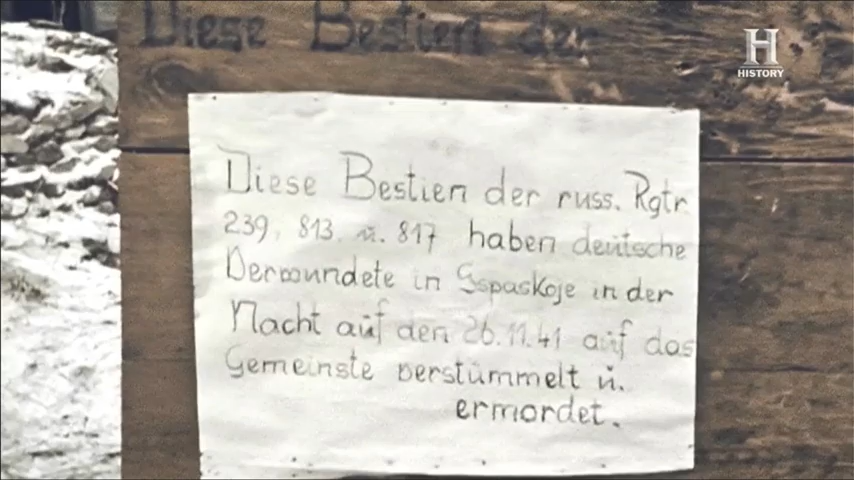 Diese Bestien der
H
HISTORY
Diese Bestien der russ. Rgtr.
239, 813. u. 817 haben deutsche
Verwundete in Sspaskoje in der
Nacht auf den 26.11.41 auf das
Gemeinste verstümmelt u.
ermordet.